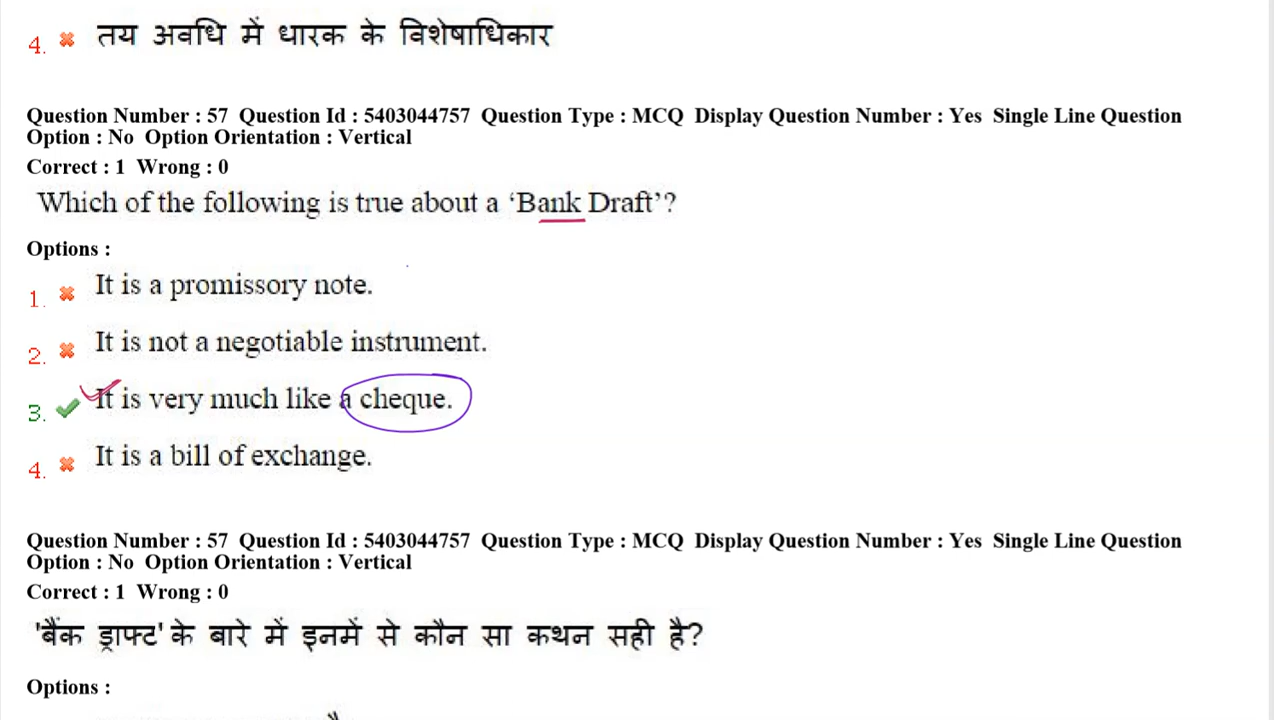 4. तय अवधि में धारक के विशेषाधिकार
Question Number : 57 Question Id : 5403044757 Question Type : MCQ Display Question Number : Yes Single Line Question
Option : No Option Orientation : Vertical
Correct : 1 Wrong : 0
Which of the following is true about a ‘Bank Draft’?
Options :
1. It is a promissory note.
2. It is not a negotiable instrument.
3. It is very much like a cheque.
4. It is a bill of exchange.
Question Number : 57 Question Id : 5403044757 Question Type : MCQ Display Question Number : Yes Single Line Question
Option : No Option Orientation : Vertical
Correct : 1 Wrong : 0
'बैंक ड्राफ्ट' के बारे में इनमें से कौन सा कथन सही है?
Options :